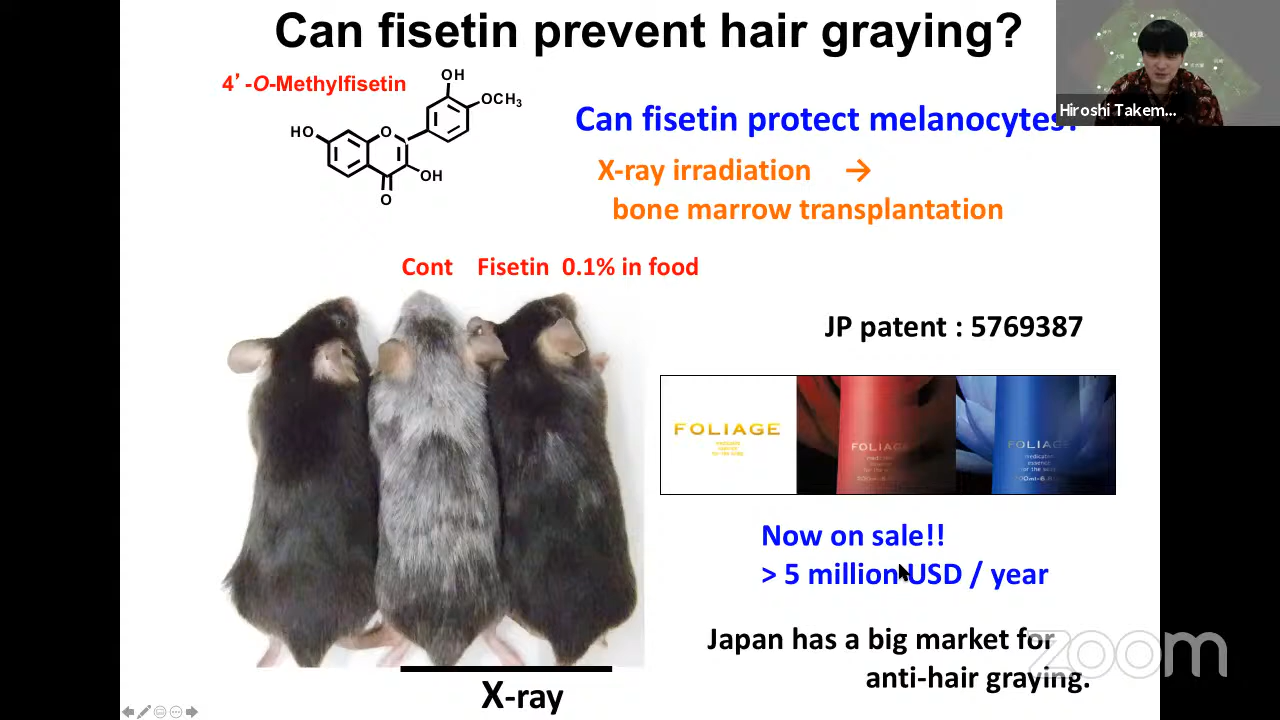 Can fisetin prevent hair graying?
4'-O-Methylfisetin
OH
OCH3
HO
O
OH
O
Can fisetin protect melanocytes?
X-ray irradiation →
bone marrow transplantation
Hiroshi Takem...
Cont Fisetin 0.1% in food
JP patent : 5769387
FOLIAGE
FOLIAGE
FOLIAGE
medicated
essence
Now on sale!!
> 5 million USD / year
Japan has a big market for
anti-hair graying.
X-ray
zoom